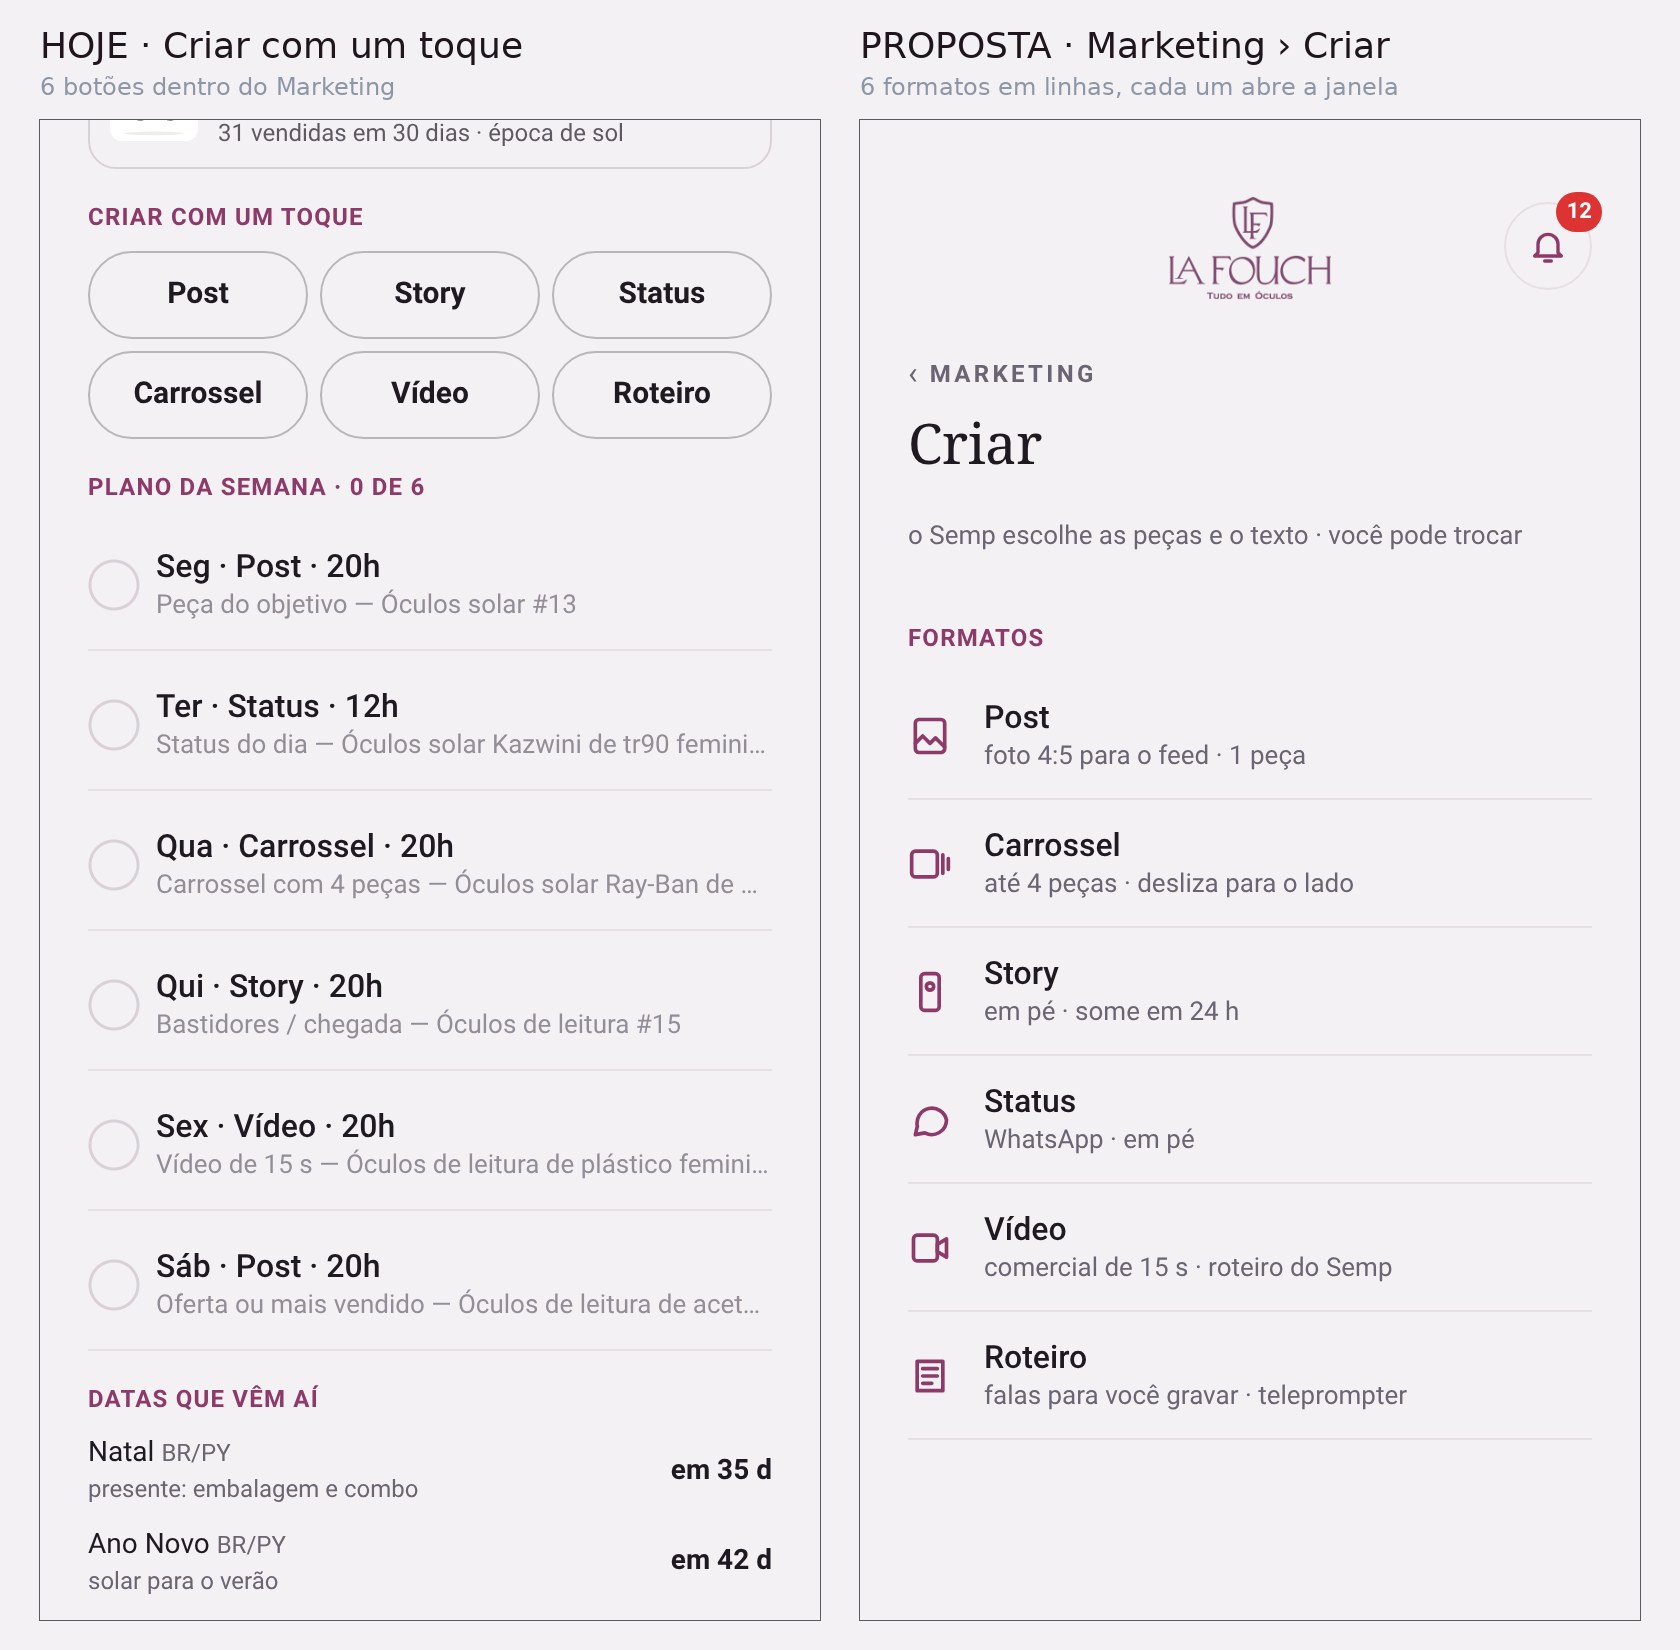 HOJE · Criar com um toque
6 botões dentro do Marketing
31 vendidas em 30 dias · época de sol
CRIAR COM UM TOQUE
Post
Story
Status
Carrossel
Vídeo
Roteiro
PLANO DA SEMANA · 0 DE 6
Seg · Post · 20h
Peça do objetivo — Óculos solar #13
Ter · Status · 12h
Status do dia — Óculos solar Kazwini de tr90 femini…
Qua · Carrossel · 20h
Carrossel com 4 peças — Óculos solar Ray-Ban de …
Qui · Story · 20h
Bastidores / chegada — Óculos de leitura #15
Sex · Vídeo · 20h
Vídeo de 15 s — Óculos de leitura de plástico femini…
Sáb · Post · 20h
Oferta ou mais vendido — Óculos de leitura de acet…
DATAS QUE VÊM AÍ
Natal BR/PY
presente: embalagem e combo
em 35 d
Ano Novo BR/PY
solar para o verão
em 42 d
PROPOSTA · Marketing › Criar
6 formatos em linhas, cada um abre a janela
LF
LA FOUCH
TUDO EM ÓCULOS
12
‹ MARKETING
Criar
o Semp escolhe as peças e o texto · você pode trocar
FORMATOS
Post
foto 4:5 para o feed · 1 peça
Carrossel
até 4 peças · desliza para o lado
Story
em pé · some em 24 h
Status
WhatsApp · em pé
Vídeo
comercial de 15 s · roteiro do Semp
Roteiro
falas para você gravar · teleprompter